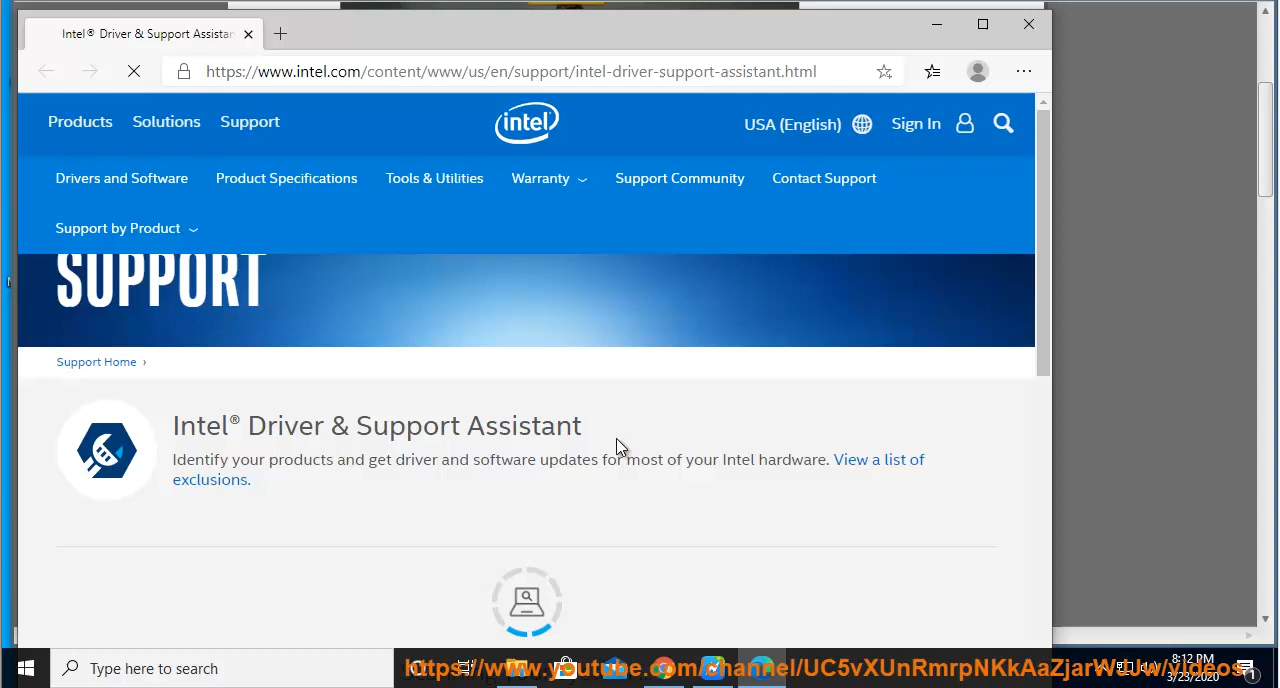 Intel® Driver & Support Assistan
https://www.intel.com/content/www/us/en/support/intel-driver-support-assistant.html
Products Solutions Support
intel
USA (English) Sign In
Drivers and Software Product Specifications Tools & Utilities Warranty Support Community Contact Support
Support by Product
SUPPORT
Support Home ›
Intel® Driver & Support Assistant
Identify your products and get driver and software updates for most of your Intel hardware. View a list of
exclusions.
Type here to search
https://www.youtube.com/channel/UC5vXUnRmrpNKkAaZjarWaUw/videos
8:12 PM
3/23/2020
1